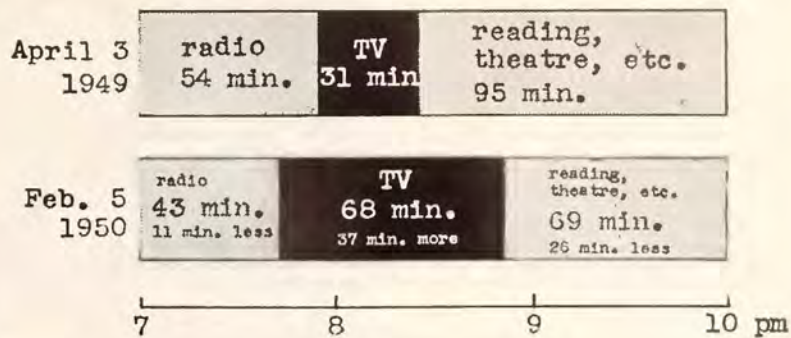 April 3
1949
radio
54 min.
TV
31 min
reading,
theatre, etc.
95 min.
Feb. 5
1950
radio
43 min.
11 min. less
TV
68 min.
37 min. more
reading,
theatre, etc.
69 min.
26 min. less
7 8 9 10 pm